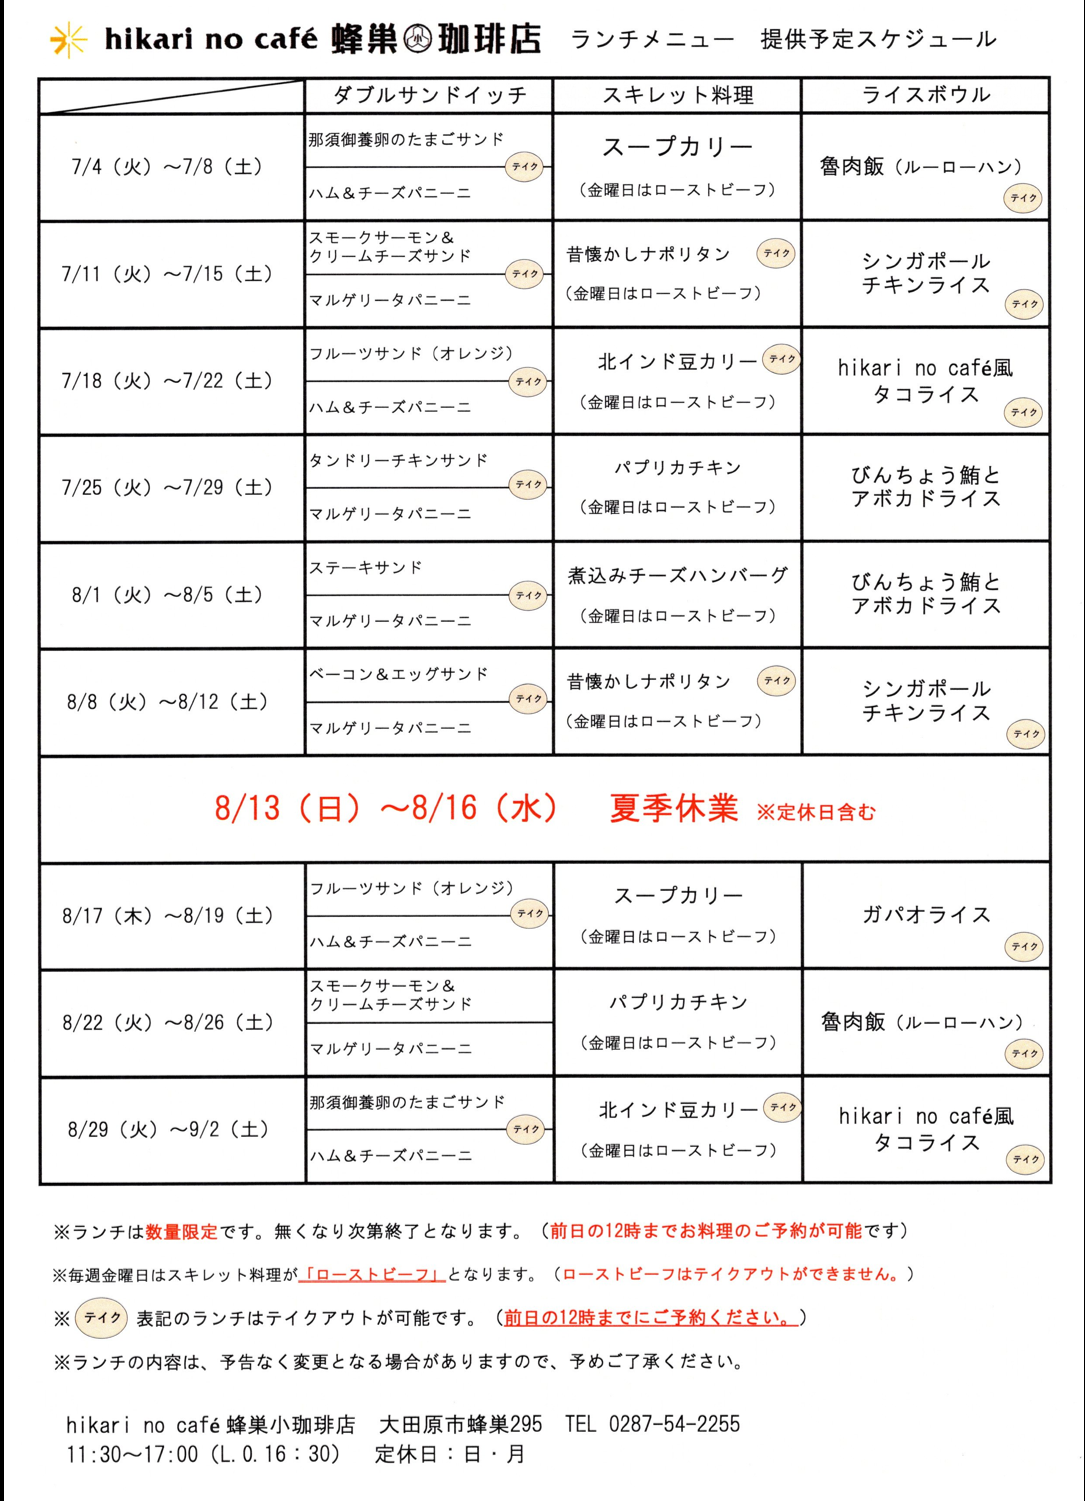 hikari no café 蜂巣小珈琲店 ランチメニュー 提供予定スケジュール
ダブルサンドイッチ スキレット料理 ライスボウル
7/4（火）〜7/8（土）
那須御養卵のたまごサンド
テイク
ハム＆チーズパニーニ
スープカリー
（金曜日はローストビーフ）
魯肉飯（ルーローハン）
テイク
7/11（火）〜7/15（土）
スモークサーモン＆
クリームチーズサンド
テイク
マルゲリータパニーニ
昔懐かしナポリタン テイク
（金曜日はローストビーフ）
シンガポール
チキンライス
テイク
7/18（火）〜7/22（土）
フルーツサンド（オレンジ）
テイク
ハム＆チーズパニーニ
北インド豆カリー テイク
（金曜日はローストビーフ）
hikari no café風
タコライス
テイク
7/25（火）〜7/29（土）
タンドリーチキンサンド
テイク
マルゲリータパニーニ
パプリカチキン
（金曜日はローストビーフ）
びんちょう鮪と
アボカドライス
8/1（火）〜8/5（土）
ステーキサンド
テイク
マルゲリータパニーニ
煮込みチーズハンバーグ
（金曜日はローストビーフ）
びんちょう鮪と
アボカドライス
8/8（火）〜8/12（土）
ベーコン＆エッグサンド
テイク
マルゲリータパニーニ
昔懐かしナポリタン テイク
（金曜日はローストビーフ）
シンガポール
チキンライス
テイク
8/13（日）〜8/16（水） 夏季休業 ※定休日含む
8/17（木）〜8/19（土）
フルーツサンド（オレンジ）
テイク
ハム＆チーズパニーニ
スープカリー
（金曜日はローストビーフ）
ガパオライス
テイク
8/22（火）〜8/26（土）
スモークサーモン＆
クリームチーズサンド
マルゲリータパニーニ
パプリカチキン
（金曜日はローストビーフ）
魯肉飯（ルーローハン）
テイク
8/29（火）〜9/2（土）
那須御養卵のたまごサンド
テイク
ハム＆チーズパニーニ
北インド豆カリー テイク
（金曜日はローストビーフ）
hikari no café風
タコライス
テイク
※ランチは数量限定です。無くなり次第終了となります。（前日の12時までお料理のご予約が可能です）
※毎週金曜日はスキレット料理が「ローストビーフ」となります。（ローストビーフはテイクアウトができません。）
※ テイク 表記のランチはテイクアウトが可能です。（前日の12時までにご予約ください。）
※ランチの内容は、予告なく変更となる場合がありますので、予めご了承ください。
hikari no café 蜂巣小珈琲店 大田原市蜂巣295 TEL 0287-54-2255
11:30〜17:00（L.O.16：30） 定休日：日・月